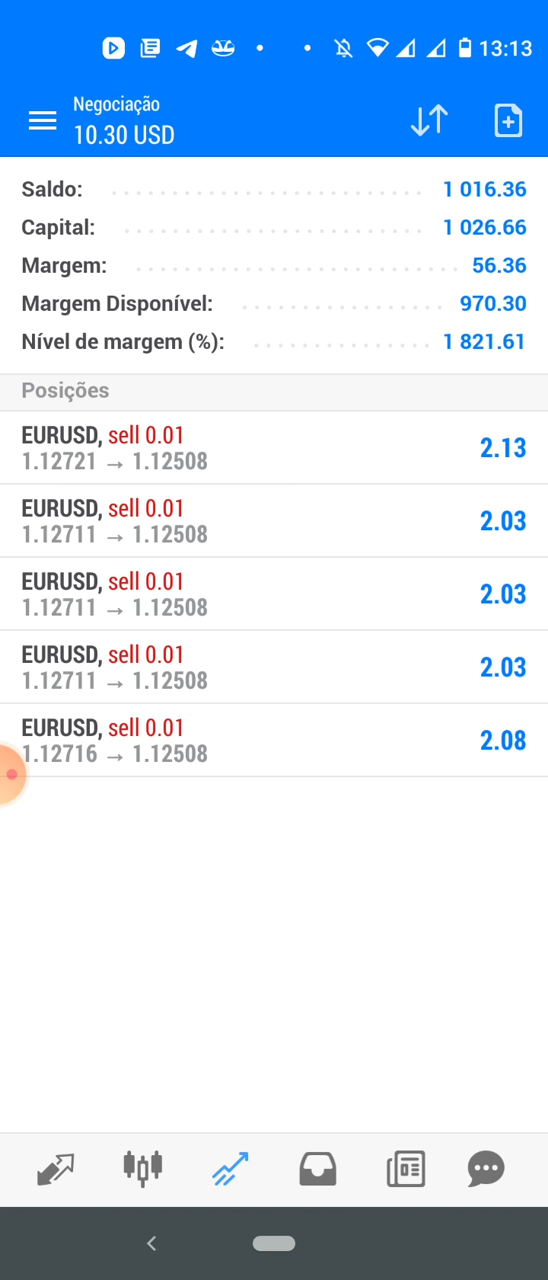 13:13
Negociação
10.30 USD
Saldo: 1 016.36
Capital: 1 026.66
Margem: 56.36
Margem Disponível: 970.30
Nível de margem (%): 1 821.61
Posições
EURUSD, sell 0.01
1.12721 → 1.12508 2.13
EURUSD, sell 0.01
1.12711 → 1.12508 2.03
EURUSD, sell 0.01
1.12711 → 1.12508 2.03
EURUSD, sell 0.01
1.12711 → 1.12508 2.03
EURUSD, sell 0.01
1.12716 → 1.12508 2.08